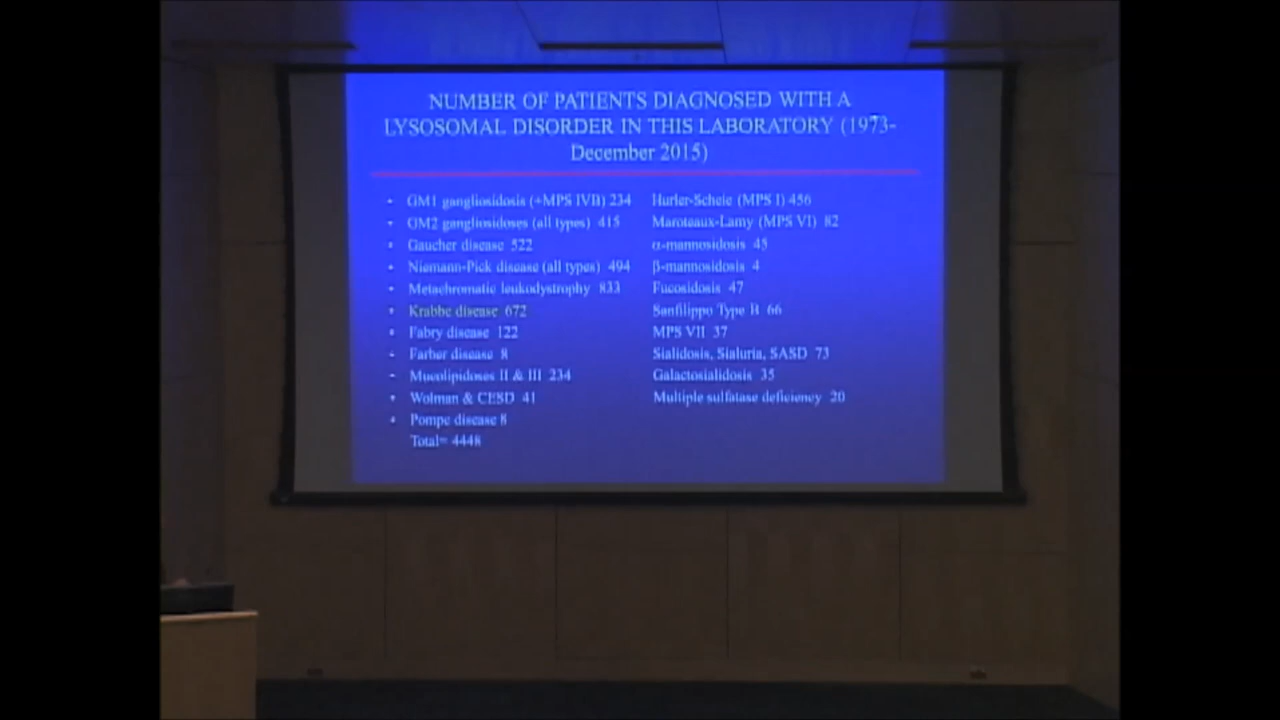 NUMBER OF PATIENTS DIAGNOSED WITH A
LYSOSOMAL DISORDER IN THIS LABORATORY (1973-
December 2015)
• GM1 gangliosidosis (+MPS IVB) 234
• GM2 gangliosidoses (all types) 415
• Gaucher disease 522
• Niemann-Pick disease (all types) 494
• Metachromatic leukodystrophy 833
• Krabbe disease 672
• Fabry disease 122
• Farber disease 8
• Mucolipidoses II & III 234
• Wolman & CESD 41
• Pompe disease 8
Total= 4448
Hurler-Scheie (MPS I) 456
Maroteaux-Lamy (MPS VI) 82
α-mannosidosis 45
β-mannosidosis 4
Fucosidosis 47
Sanfilippo Type B 66
MPS VII 37
Sialidosis, Sialuria, SASD 73
Galactosialidosis 35
Multiple sulfatase deficiency 20